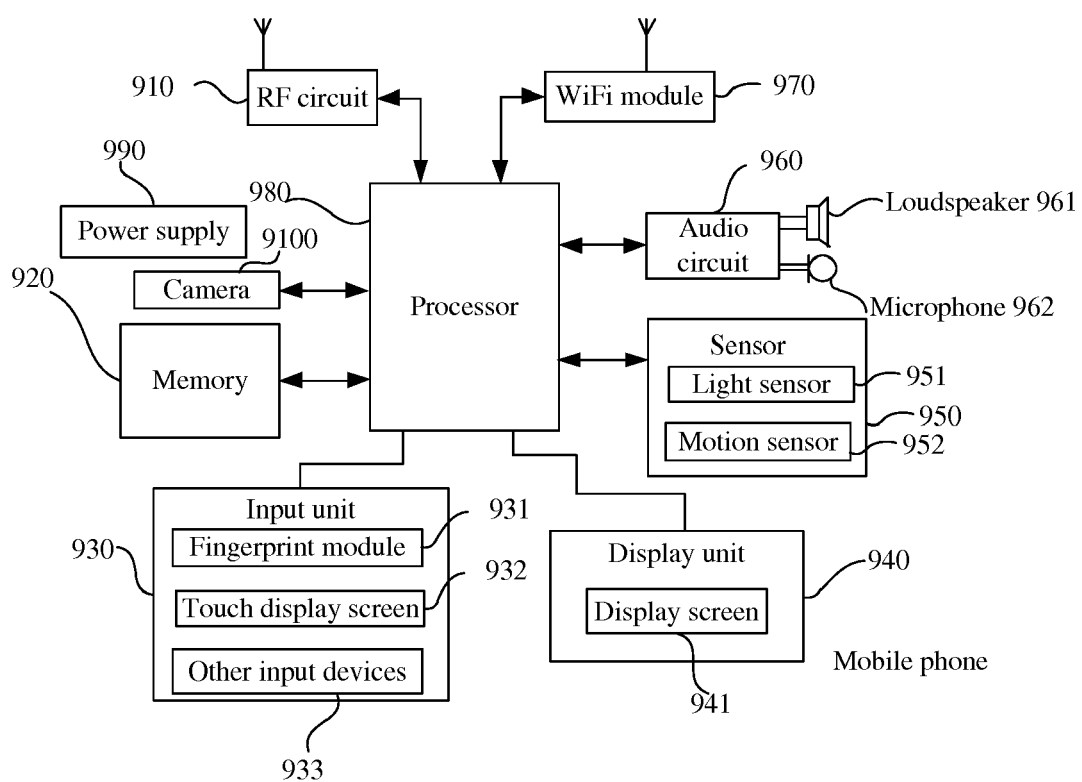 910
RF circuit
WiFi module
970
990
980
960
Power supply
9100
Audio
circuit
Loudspeaker 961
920
Camera
Processor
Microphone 962
Memory
Sensor
Light sensor
951
950
Motion sensor
952
Input unit
931
Fingerprint module
930
932
Touch display screen
Other input devices
933
Display unit
940
Display screen
941
Mobile phone